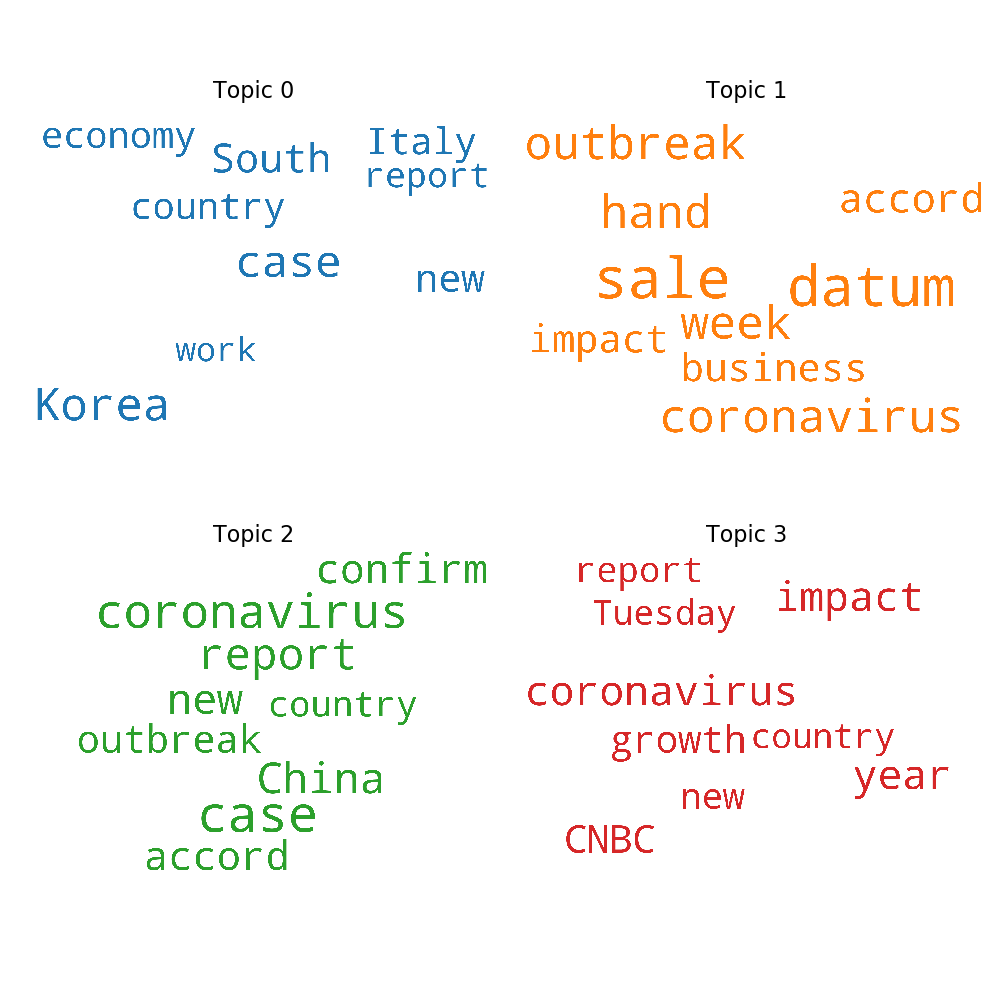 Topic 0
economy
South
Italy
report
country
case
new
work
Korea
Topic 1
outbreak
accord
hand
sale
datum
week
impact
business
coronavirus
Topic 2
confirm
coronavirus
report
new
country
outbreak
China
case
accord
Topic 3
report
impact
Tuesday
coronavirus
growth
country
year
new
CNBC